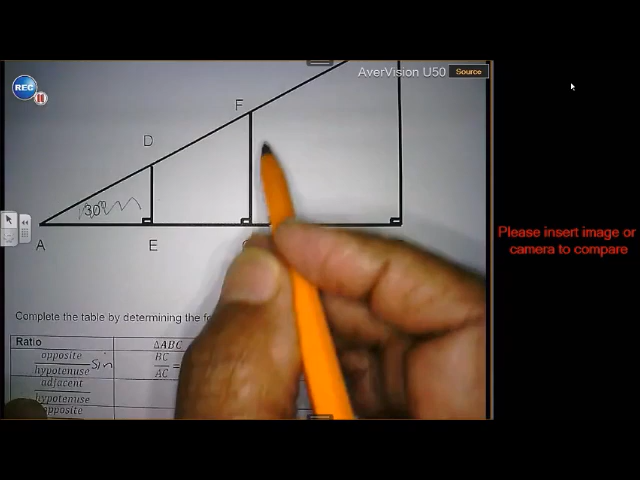 AverVision U50
Source
REC
F
D
30°
A
E
Please insert image or
camera to compare
Complete the table by determining the
Ratio
ΔABC
opposite
hypotenuse
sin
BC
AC
=
adjacent
hypotenuse
opposite